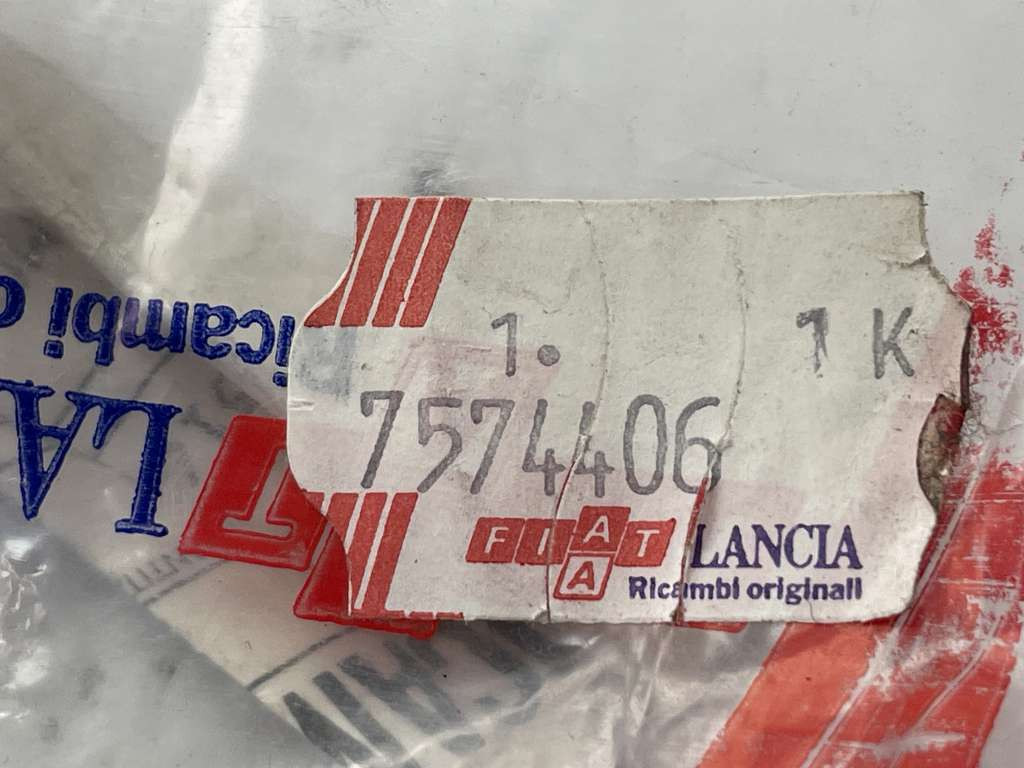 1. 1 K
7574406
FIAT LANCIA
A
Ricambi originali
icambi o
LA
T